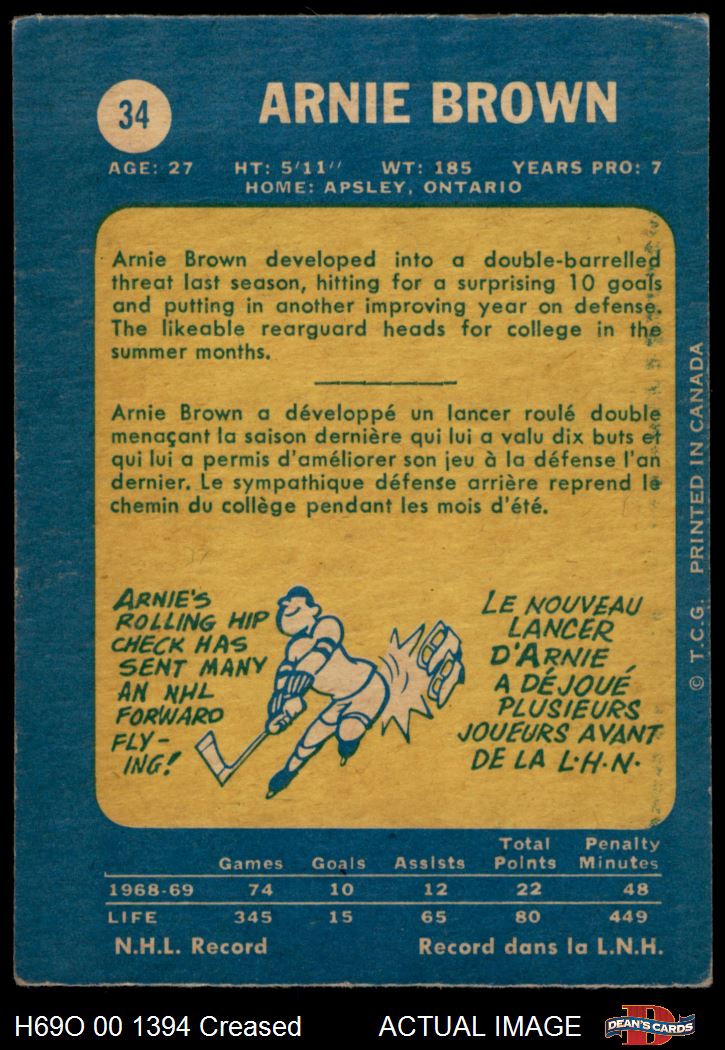 34
ARNIE BROWN
AGE: 27 HT: 5'11" WT: 185 YEARS PRO: 7
HOME: APSLEY, ONTARIO
Arnie Brown developed into a double-barrelled
threat last season, hitting for a surprising 10 goals
and putting in another improving year on defense.
The likeable rearguard heads for college in the
summer months.
Arnie Brown a développé un lancer roulé double
menaçant la saison dernière qui lui a valu dix buts et
qui lui a permis d'améliorer son jeu à la défense l'an
dernier. Le sympathique défense arrière reprend le
chemin du collège pendant les mois d'été.
ARNIE'S
ROLLING HIP
CHECK HAS
SENT MANY
AN NHL
FORWARD
FLY-
ING!
LE NOUVEAU
LANCER
D'ARNIE
A DÉJOUÉ
PLUSIEURS
JOUEURS AVANT
DE LA L.H.N.
© T.C.G. PRINTED IN CANADA
Games Goals Assists Total Points Penalty Minutes
1968-69 74 10 12 22 48
LIFE 345 15 65 80 449
N.H.L. Record Record dans la L.N.H.
H69O 00 1394 Creased ACTUAL IMAGE
D
DEAN'S CARDS